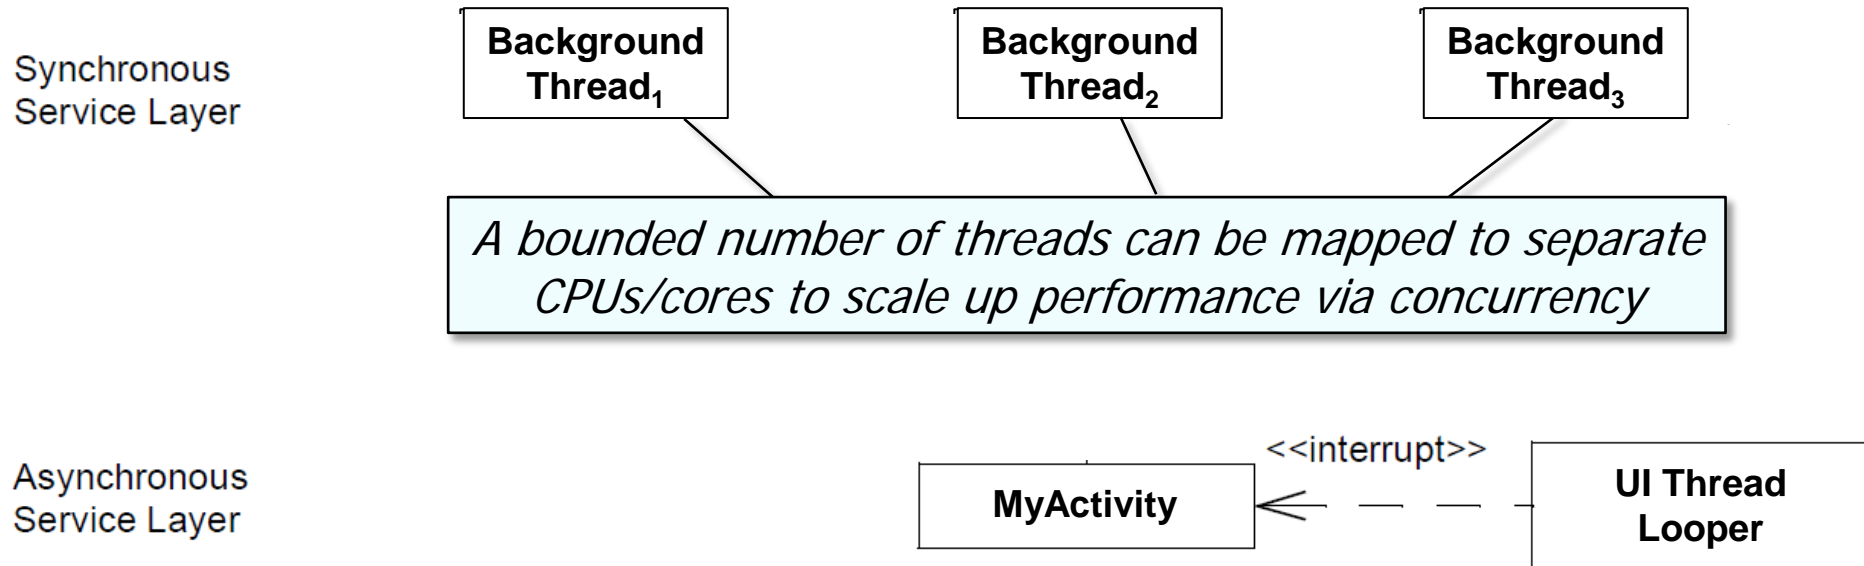 Synchronous
Service Layer
Background
Thread₁
Background
Thread₂
Background
Thread₃
A bounded number of threads can be mapped to separate
CPUs/cores to scale up performance via concurrency
Asynchronous
Service Layer
MyActivity
<<interrupt>>
UI Thread
Looper